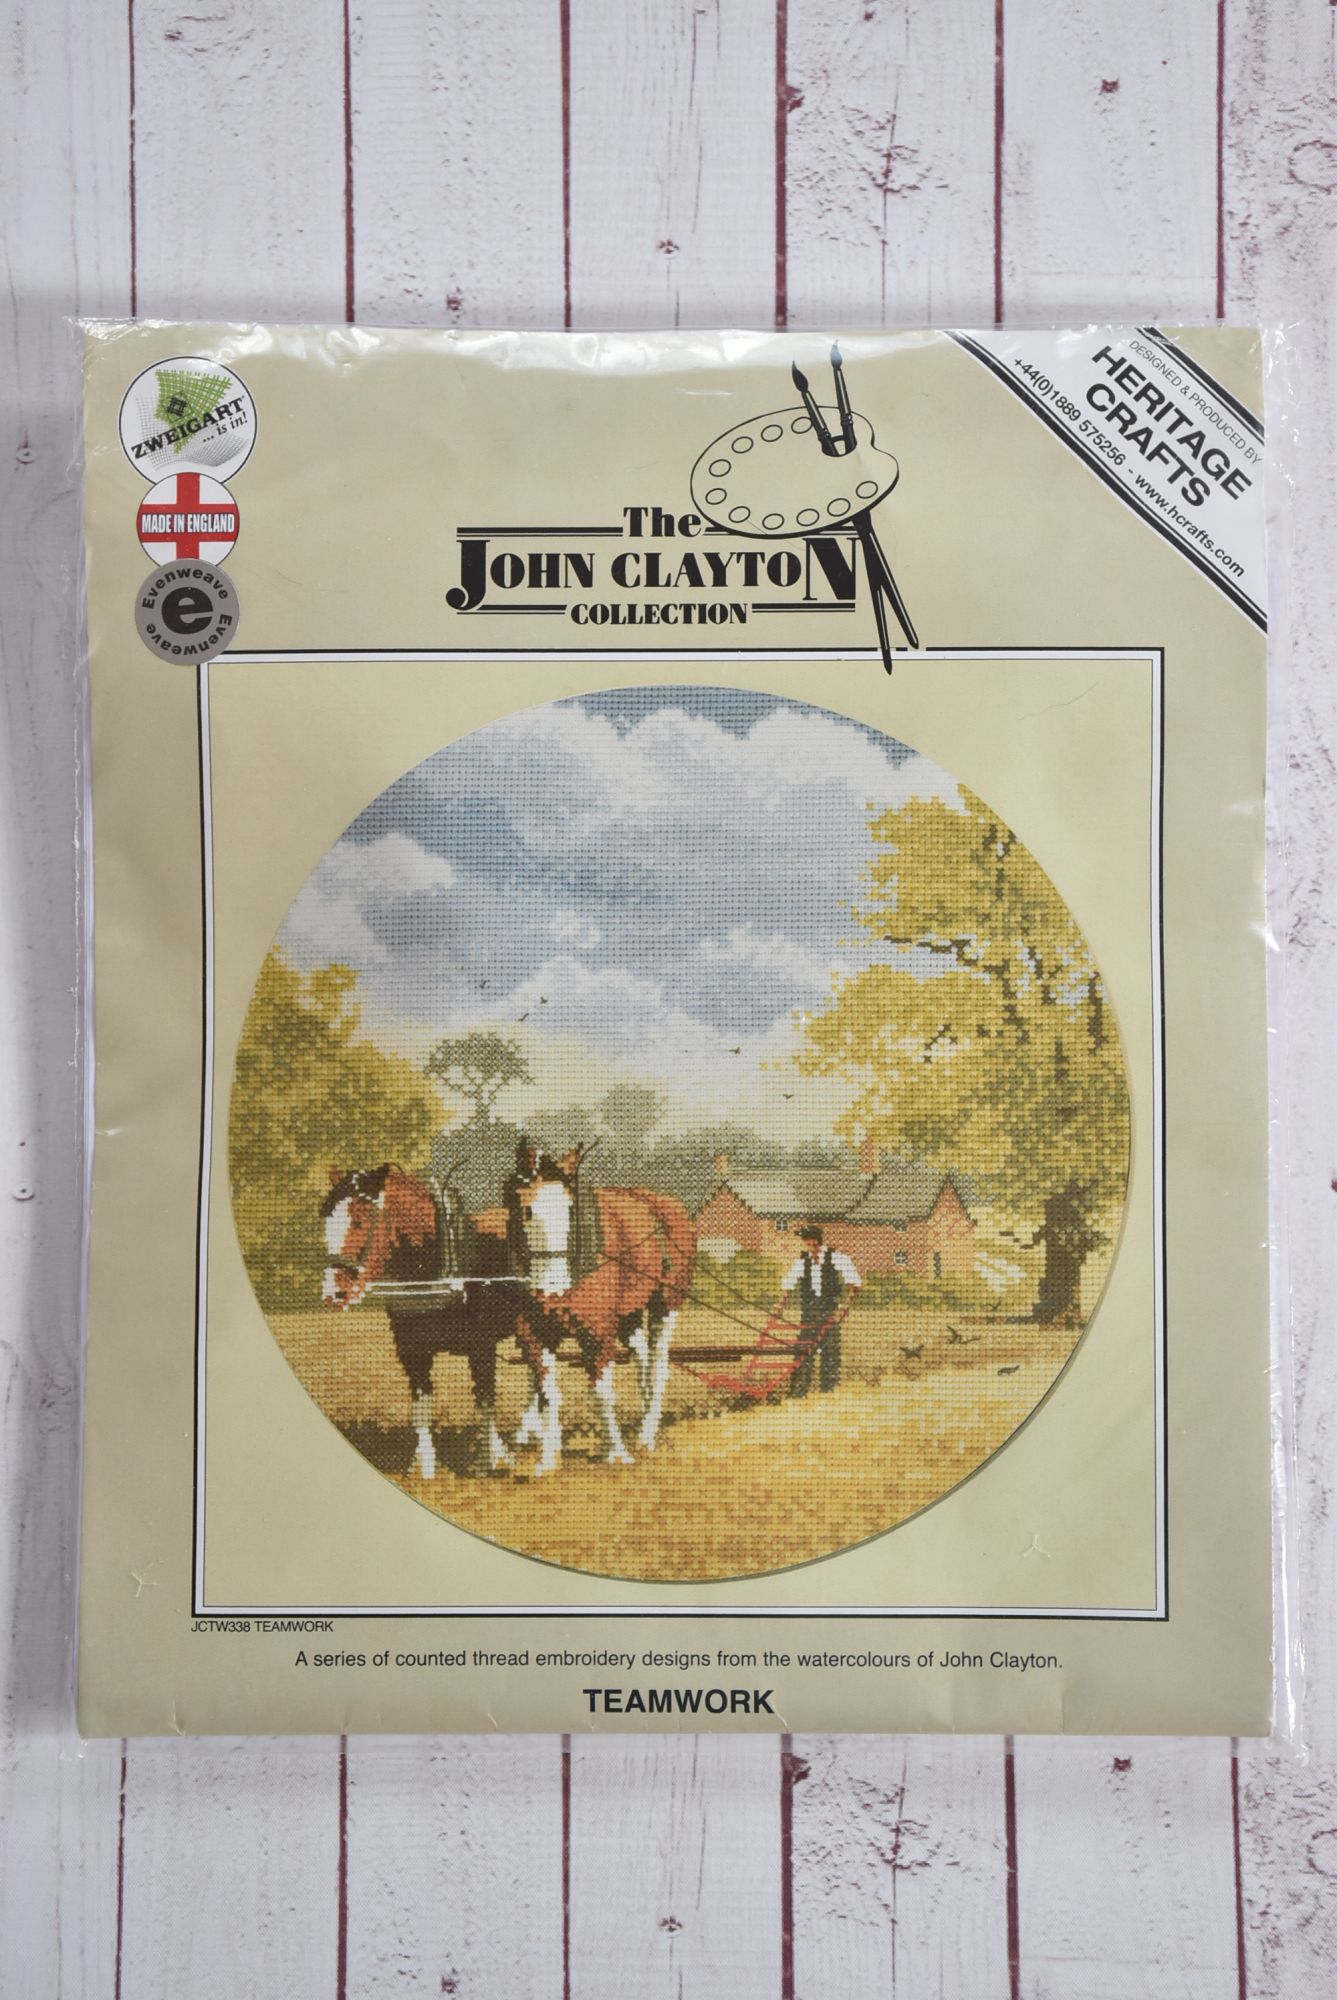 ZWEIGART®
... is in!
MADE IN ENGLAND
Evenweave
e
Evenweave
The
JOHN CLAYTON
COLLECTION
DESIGNED & PRODUCED BY
HERITAGE
CRAFTS
+44(0)1889 575256 - www.hcrafts.com
JCTW338 TEAMWORK
A series of counted thread embroidery designs from the watercolours of John Clayton.
TEAMWORK